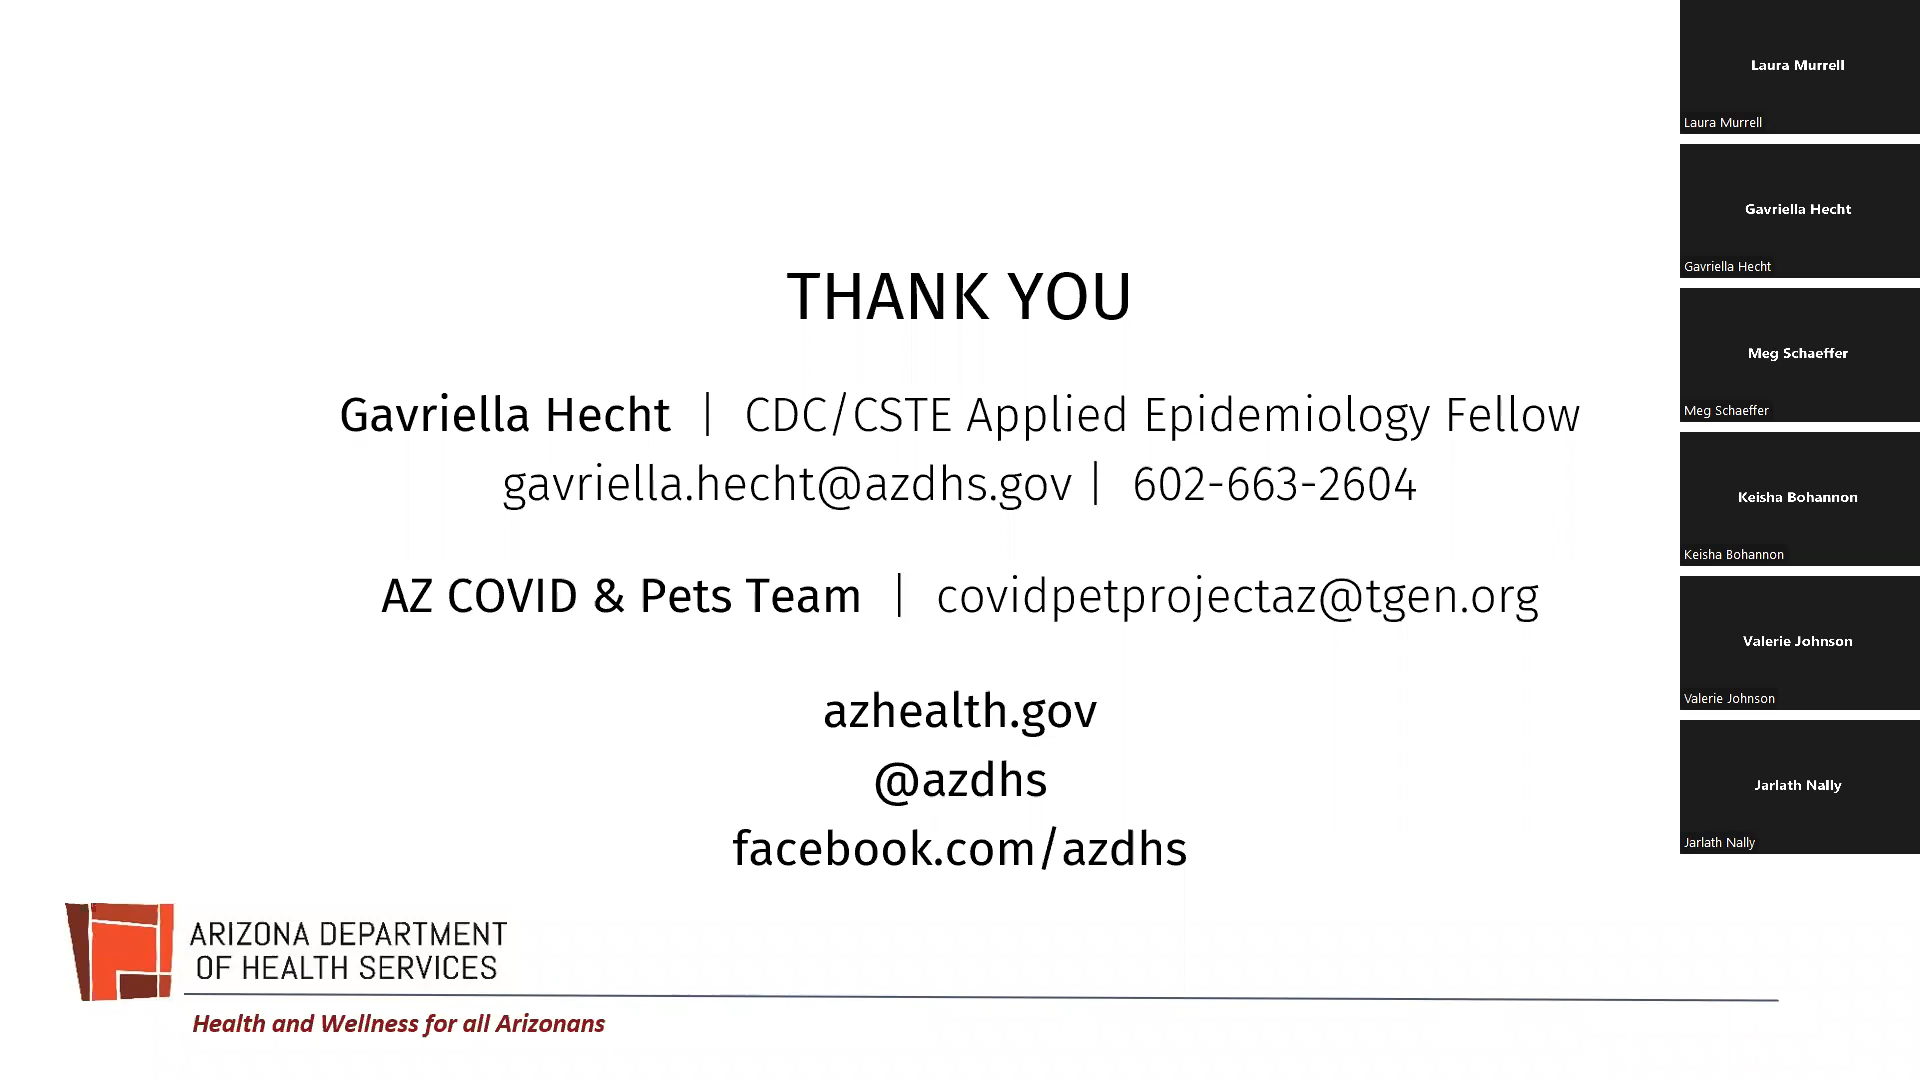 THANK YOU
Gavriella Hecht | CDC/CSTE Applied Epidemiology Fellow
gavriella.hecht@azdhs.gov | 602-663-2604
AZ COVID & Pets Team | covidpetprojectaz@tgen.org
azhealth.gov
@azdhs
facebook.com/azdhs
ARIZONA DEPARTMENT
OF HEALTH SERVICES
Health and Wellness for all Arizonans
Laura Murrell
Laura Murrell
Gavriella Hecht
Gavriella Hecht
Meg Schaeffer
Meg Schaeffer
Keisha Bohannon
Keisha Bohannon
Valerie Johnson
Valerie Johnson
Jarlath Nally
Jarlath Nally